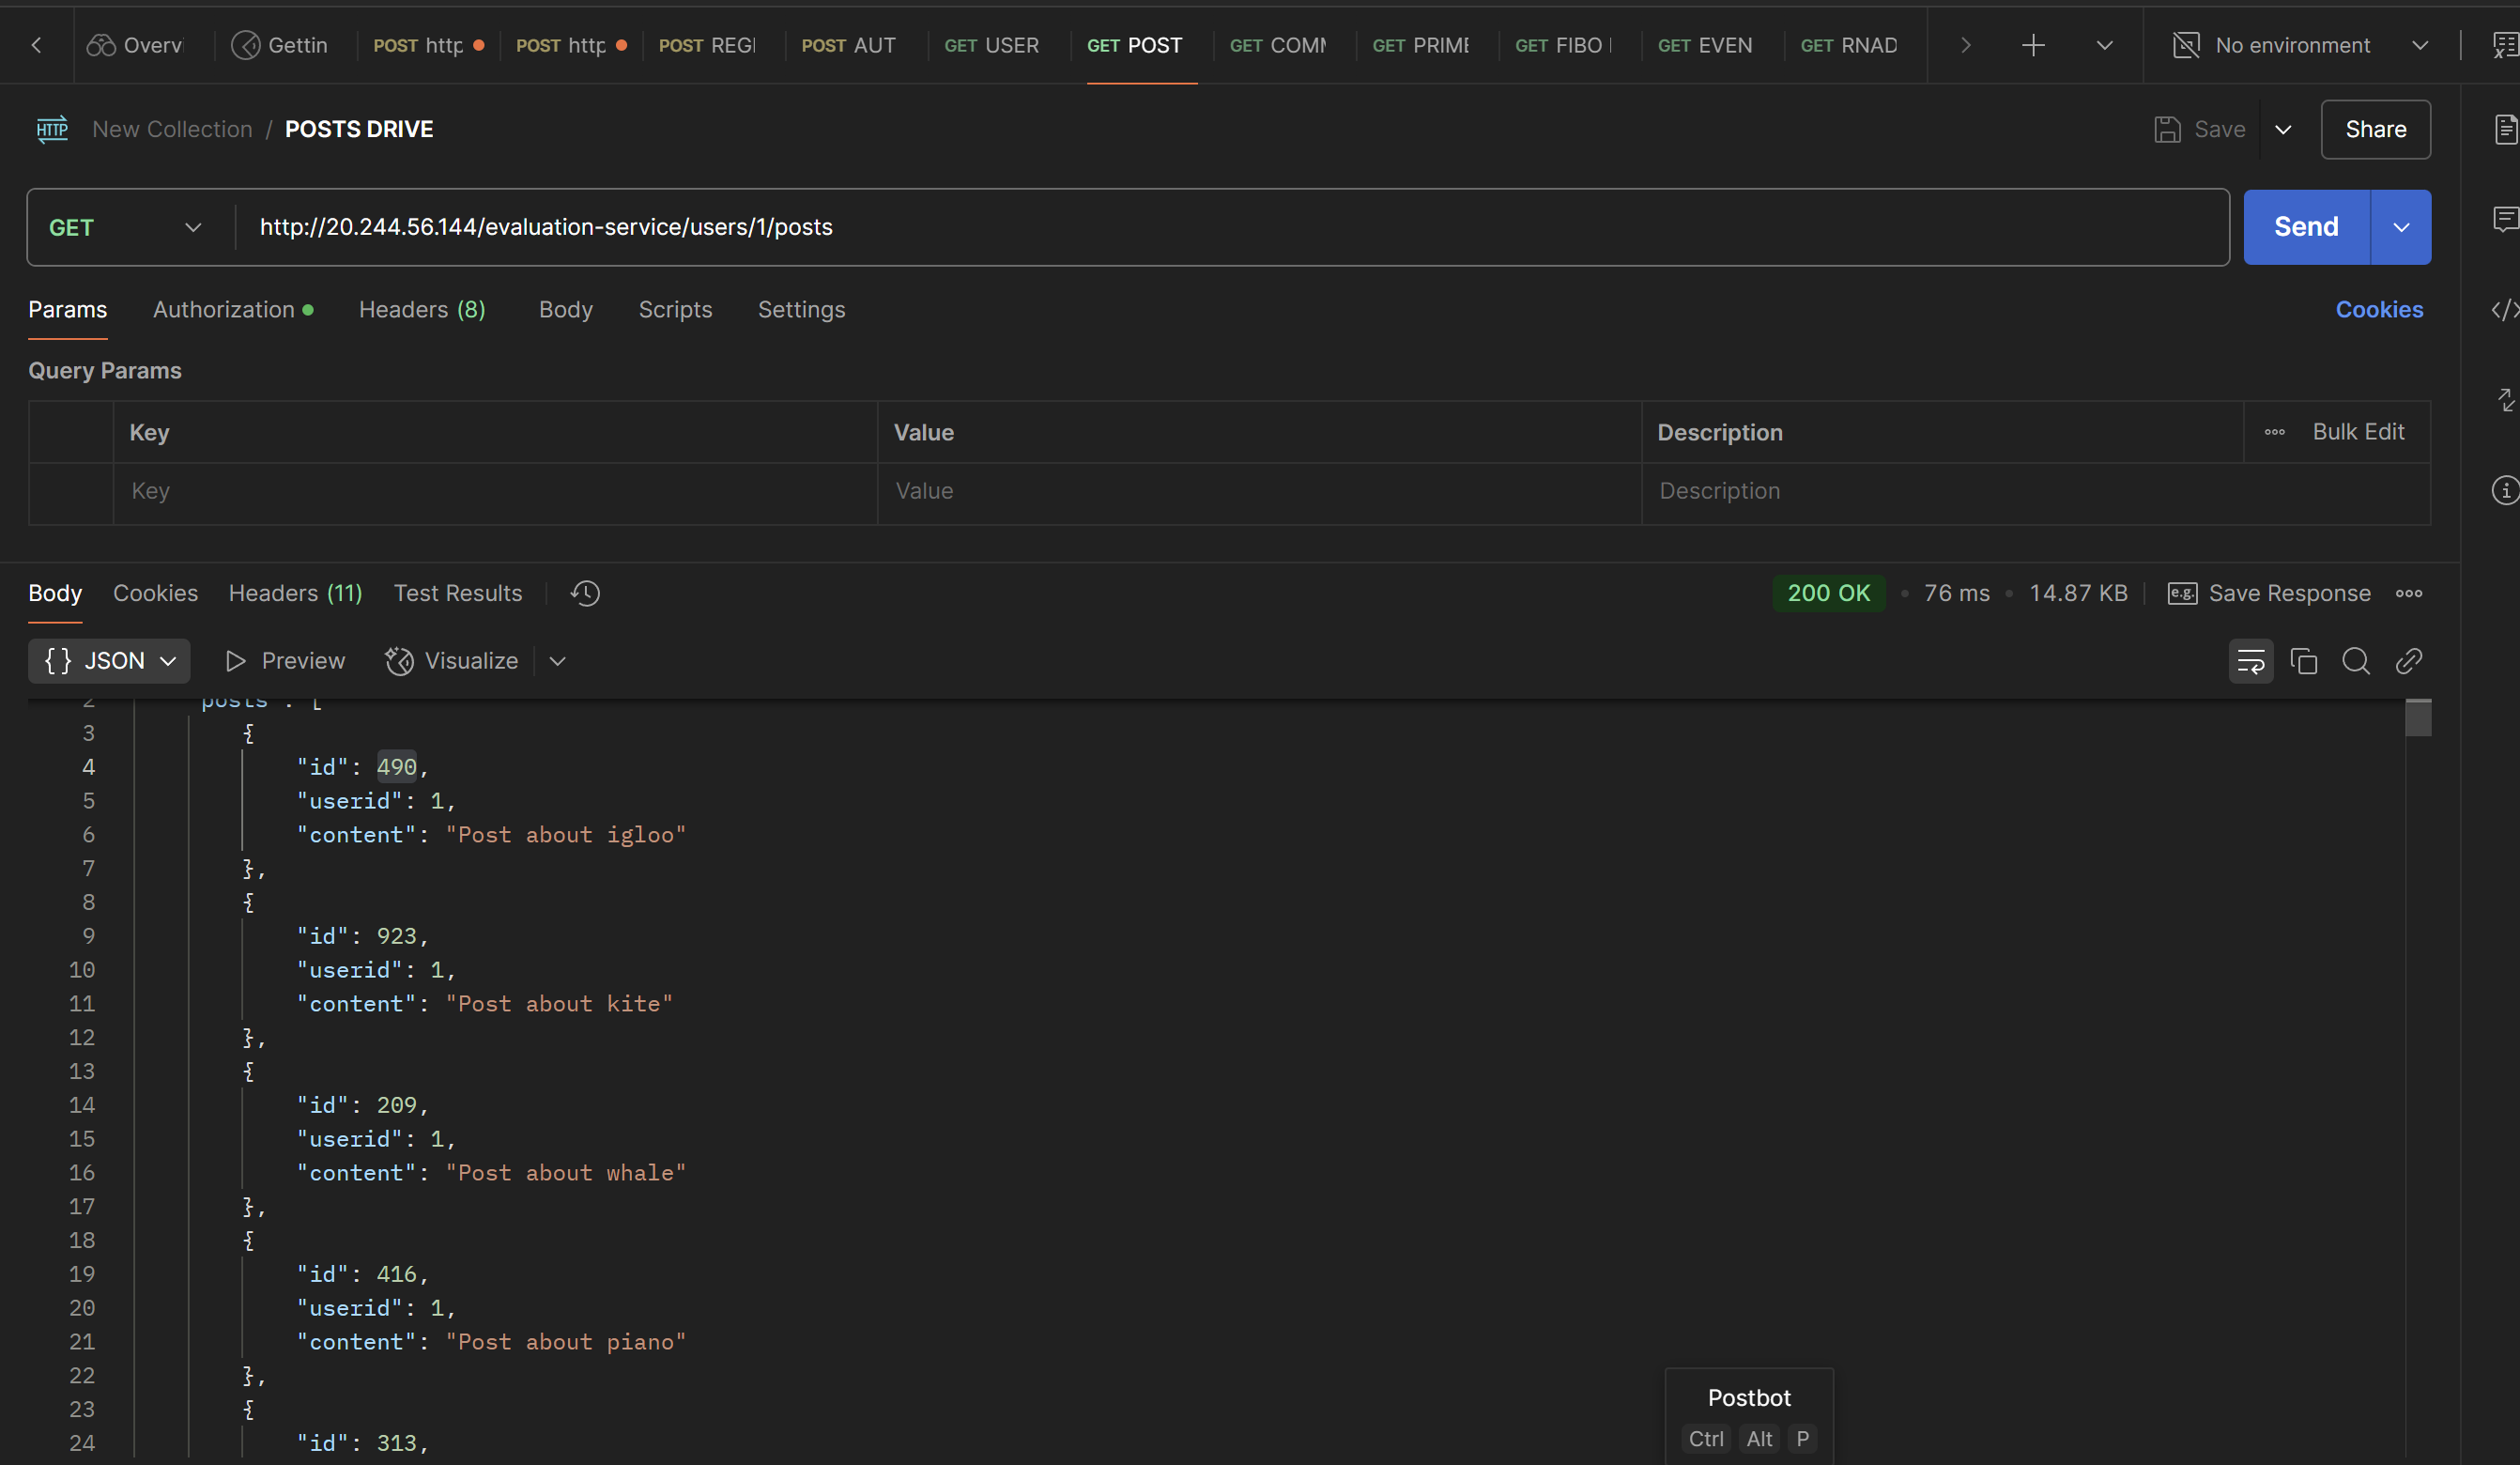 Overvi Gettin POST http POST http POST REGI POST AUT GET USER GET POST GET COMM GET PRIME GET FIBO GET EVEN GET RNAD No environment
HTTP New Collection / POSTS DRIVE Save Share
GET http://20.244.56.144/evaluation-service/users/1/posts Send
Params Authorization Headers (8) Body Scripts Settings Cookies
Query Params
Key Value Description Bulk Edit
Key Value Description
Body Cookies Headers (11) Test Results 200 OK 76 ms 14.87 KB e.g. Save Response
{} JSON Preview Visualize
2 "posts": [
3 {
4 "id": 490,
5 "userid": 1,
6 "content": "Post about igloo"
7 },
8 {
9 "id": 923,
10 "userid": 1,
11 "content": "Post about kite"
12 },
13 {
14 "id": 209,
15 "userid": 1,
16 "content": "Post about whale"
17 },
18 {
19 "id": 416,
20 "userid": 1,
21 "content": "Post about piano"
22 },
23 {
24 "id": 313,
Postbot
Ctrl Alt P